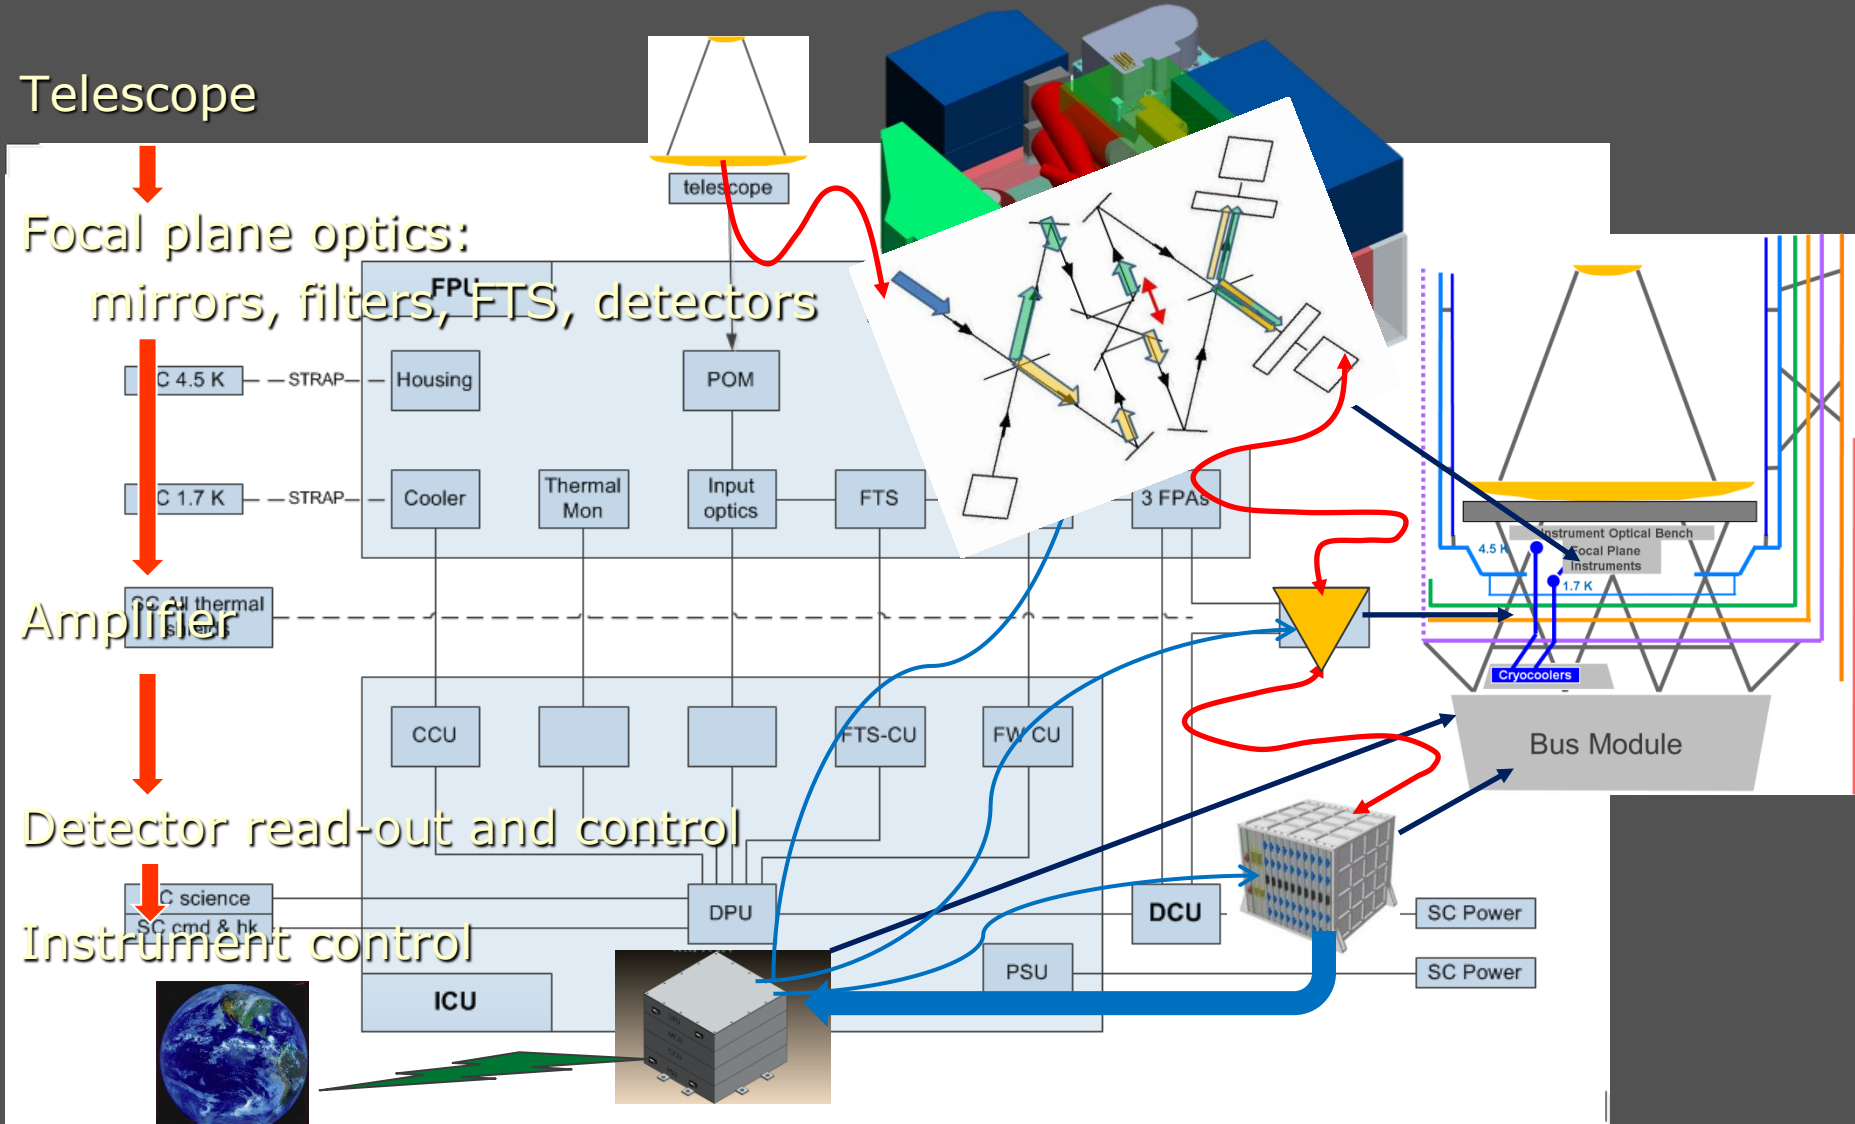 Telescope
telescope
Focal plane optics:
mirrors, filters, FTS, detectors
FPU
C 4.5 K
STRAP
Housing
POM
C 1.7 K
STRAP
Cooler
Thermal
Mon
Input
optics
FTS
3 FPAs
Instrument Optical Bench
4.5 K
Focal Plane
Instruments
1.7 K
Cryocoolers
Bus Module
SC All thermal
Amplifier
CCU
FTS-CU
FW CU
Detector read-out and control
C science
SC cmd & hk
Instrument control
DPU
DCU
SC Power
PSU
SC Power
ICU